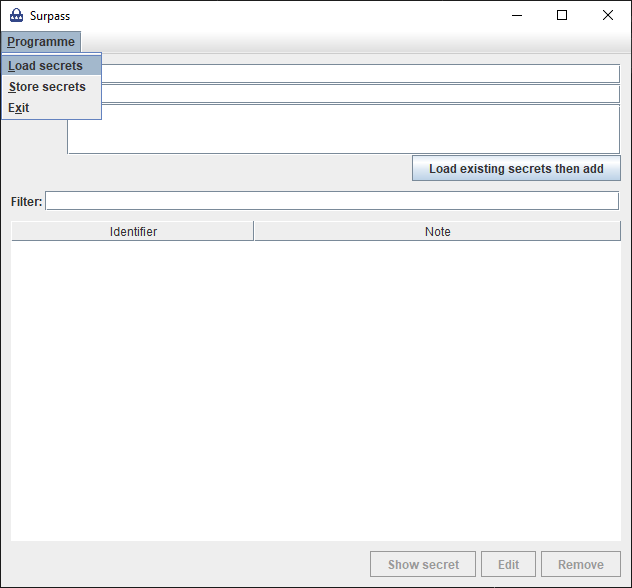 Surpass
Programme
Load secrets
Store secrets
Exit
Load existing secrets then add
Filter:
Identifier Note
Show secret Edit Remove